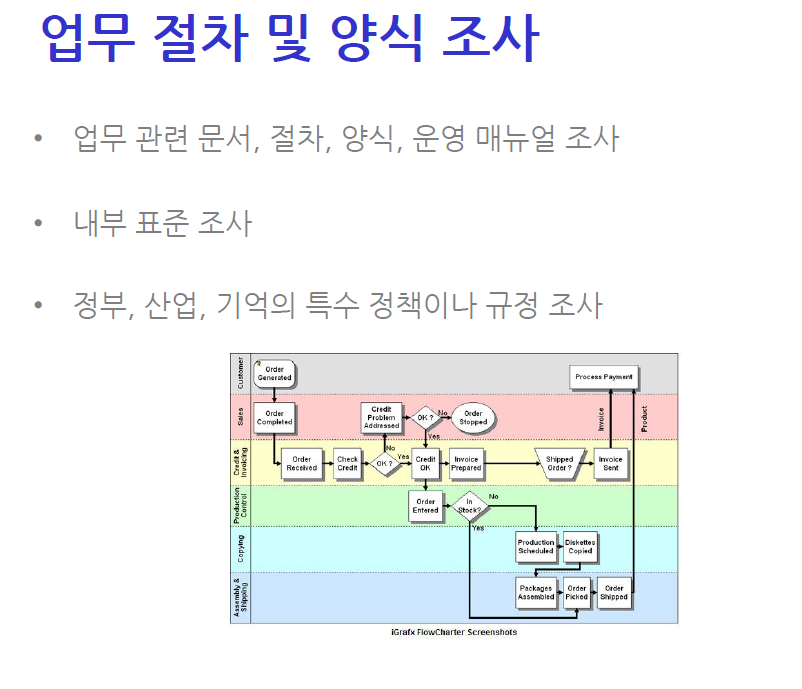 업무 절차 및 양식 조사
• 업무 관련 문서, 절차, 양식, 운영 매뉴얼 조사
• 내부 표준 조사
• 정부, 산업, 기억의 특수 정책이나 규정 조사
Customer
Order
Generated
Process Payment
Sales
Order
Completed
Credit
Problem
Addressed
OK ?
No
Yes
Order
Stopped
Invoice
Product
Credit &
Invoicing
Order
Received
Check
Credit
OK ?
No
Yes
Credit
OK
Invoice
Prepared
Shipped
Order ?
Invoice
Sent
Production
Control
Order
Entered
In
Stock?
No
Yes
Copying
Production
Scheduled
Diskettes
Copied
Assembly &
Shipping
Packages
Assembled
Order
Picked
Order
Shipped
iGrafx FlowCharter Screenshots